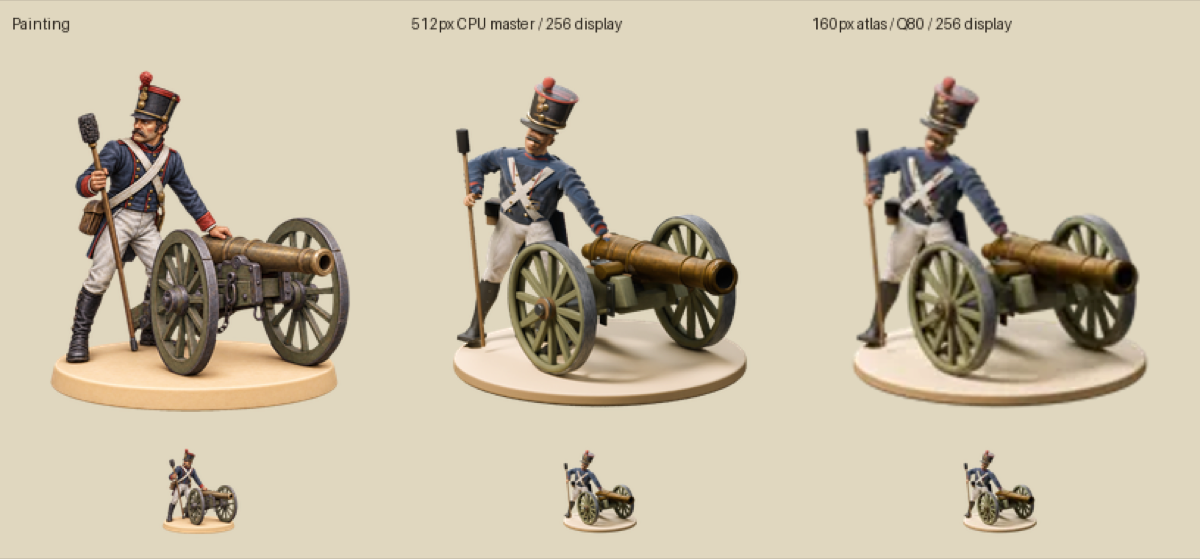 Painting
512px CPU master / 256 display
160px atlas / Q80 / 256 display